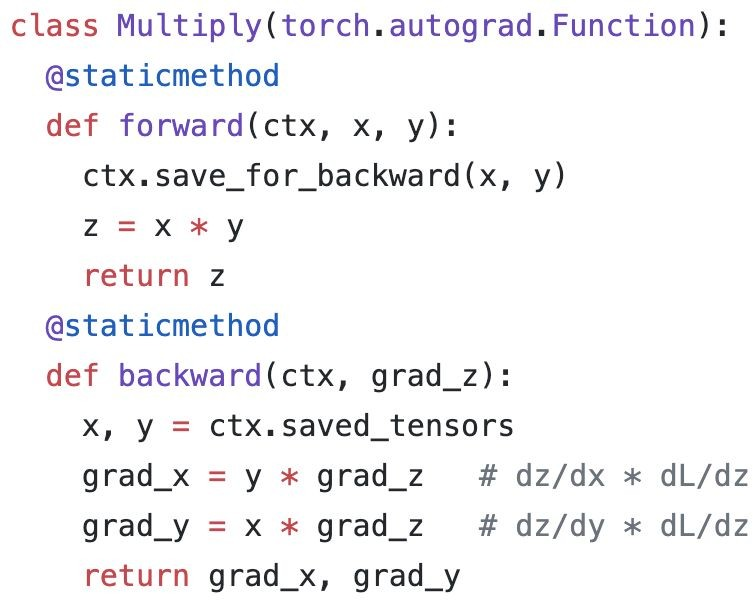 class Multiply(torch.autograd.Function):
  @staticmethod
  def forward(ctx, x, y):
    ctx.save_for_backward(x, y)
    z = x * y
    return z
  @staticmethod
  def backward(ctx, grad_z):
    x, y = ctx.saved_tensors
    grad_x = y * grad_z   # dz/dx * dL/dz
    grad_y = x * grad_z   # dz/dy * dL/dz
    return grad_x, grad_y